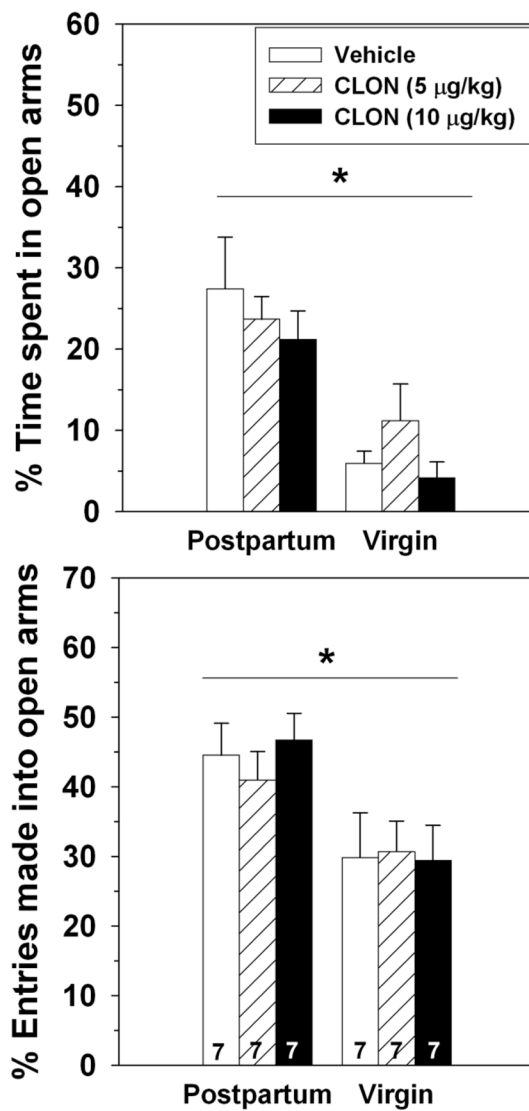 % Time spent in open arms
60
50
40
30
20
10
0
Vehicle
CLON (5 μg/kg)
CLON (10 μg/kg)
*
Postpartum Virgin
% Entries made into open arms
70
60
50
40
30
20
10
0
*
7 7 7 7 7 7
Postpartum Virgin